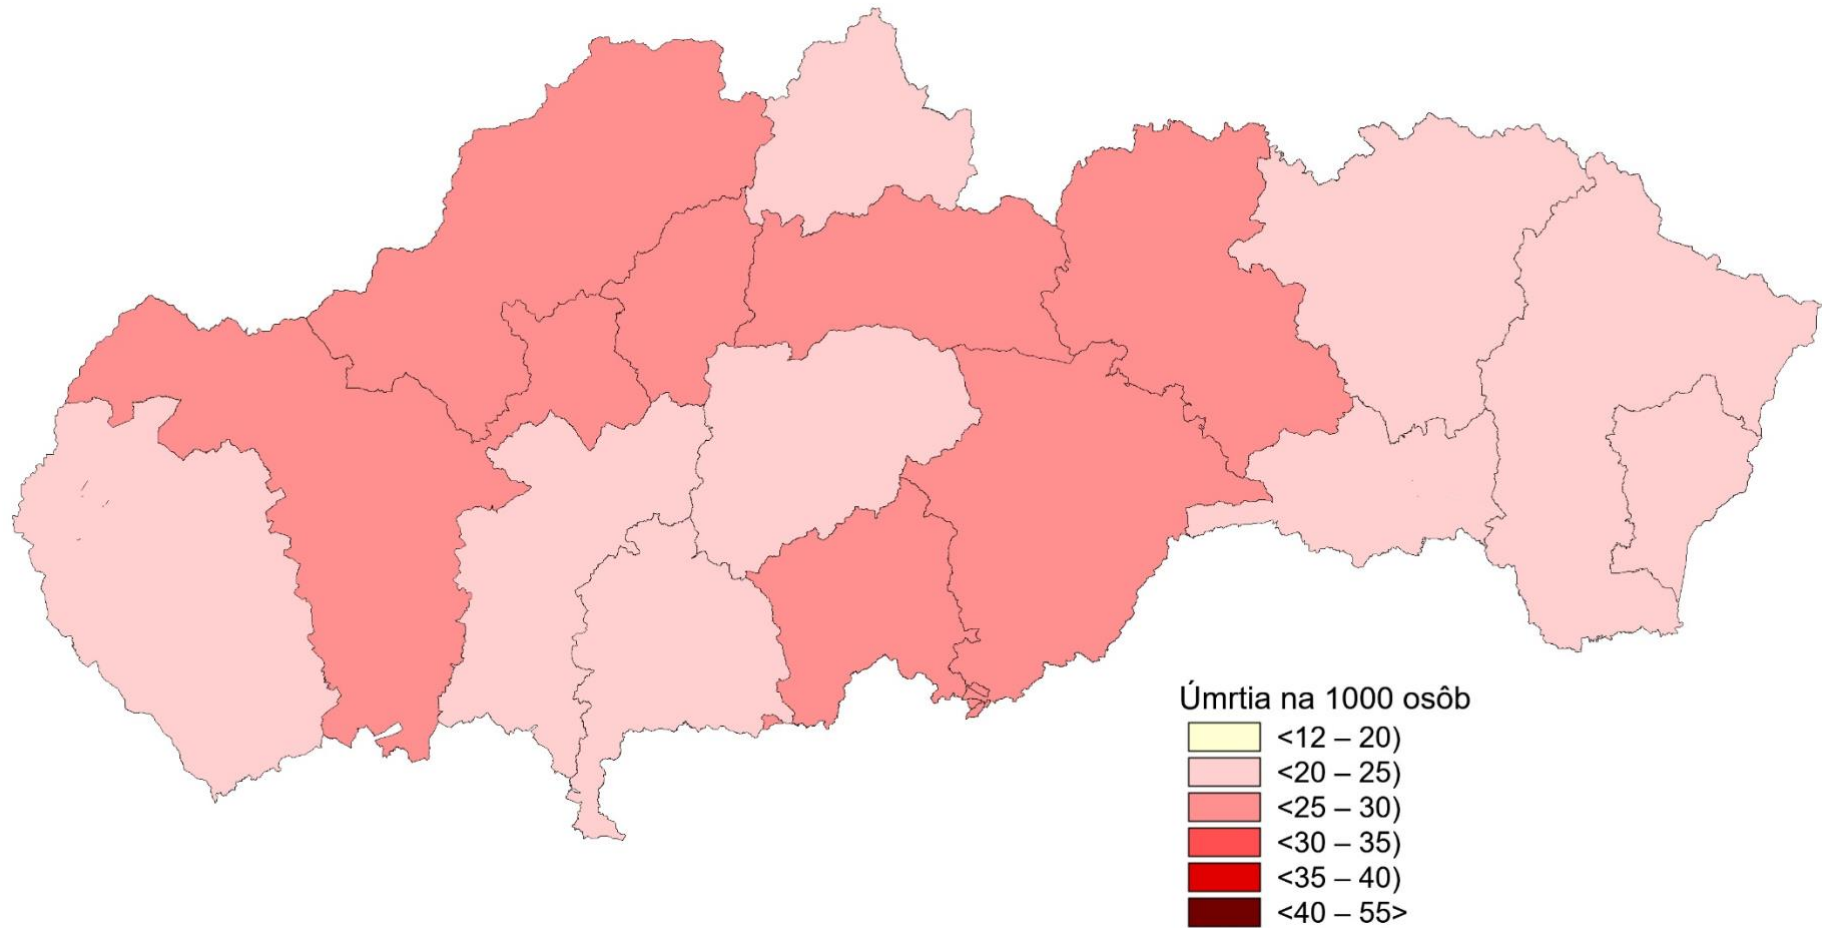 Úmrtia na 1000 osôb
<12 – 20)
<20 – 25)
<25 – 30)
<30 – 35)
<35 – 40)
<40 – 55>